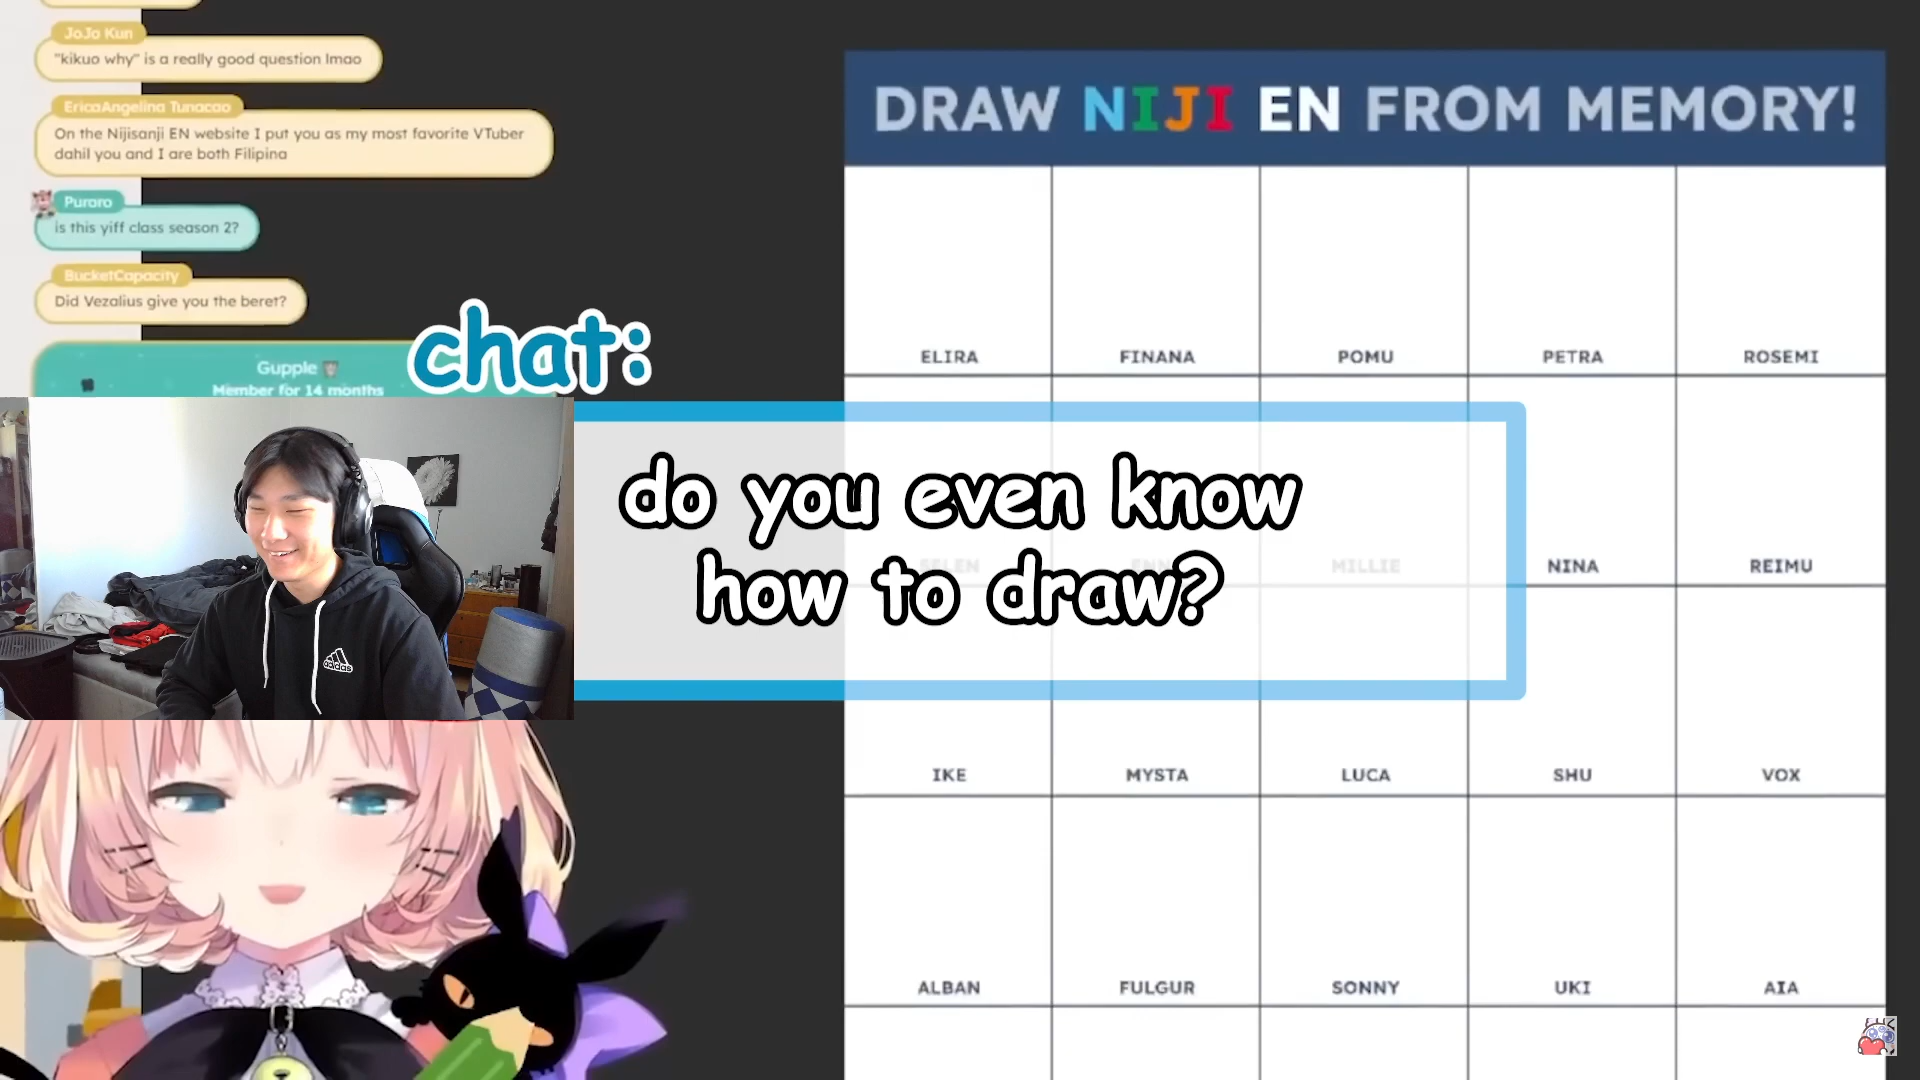 JoJo Kun
"kikuo why" is a really good question lmao
EricaAngelina Tunacao
On the Nijisanji EN website I put you as my most favorite VTuber
dahil you and I are both Filipina
Puraro
is this yiff class season 2?
BucketCapacity
Did Vezalius give you the beret?
Gupple
Member for 14 months
chat:
do you even know
how to draw?
adidas
DRAW NIJI EN FROM MEMORY!
ELIRA
FINANA
POMU
PETRA
ROSEMI
SELEN
MILLIE
NINA
REIMU
IKE
MYSTA
LUCA
SHU
VOX
ALBAN
FULGUR
SONNY
UKI
AIA